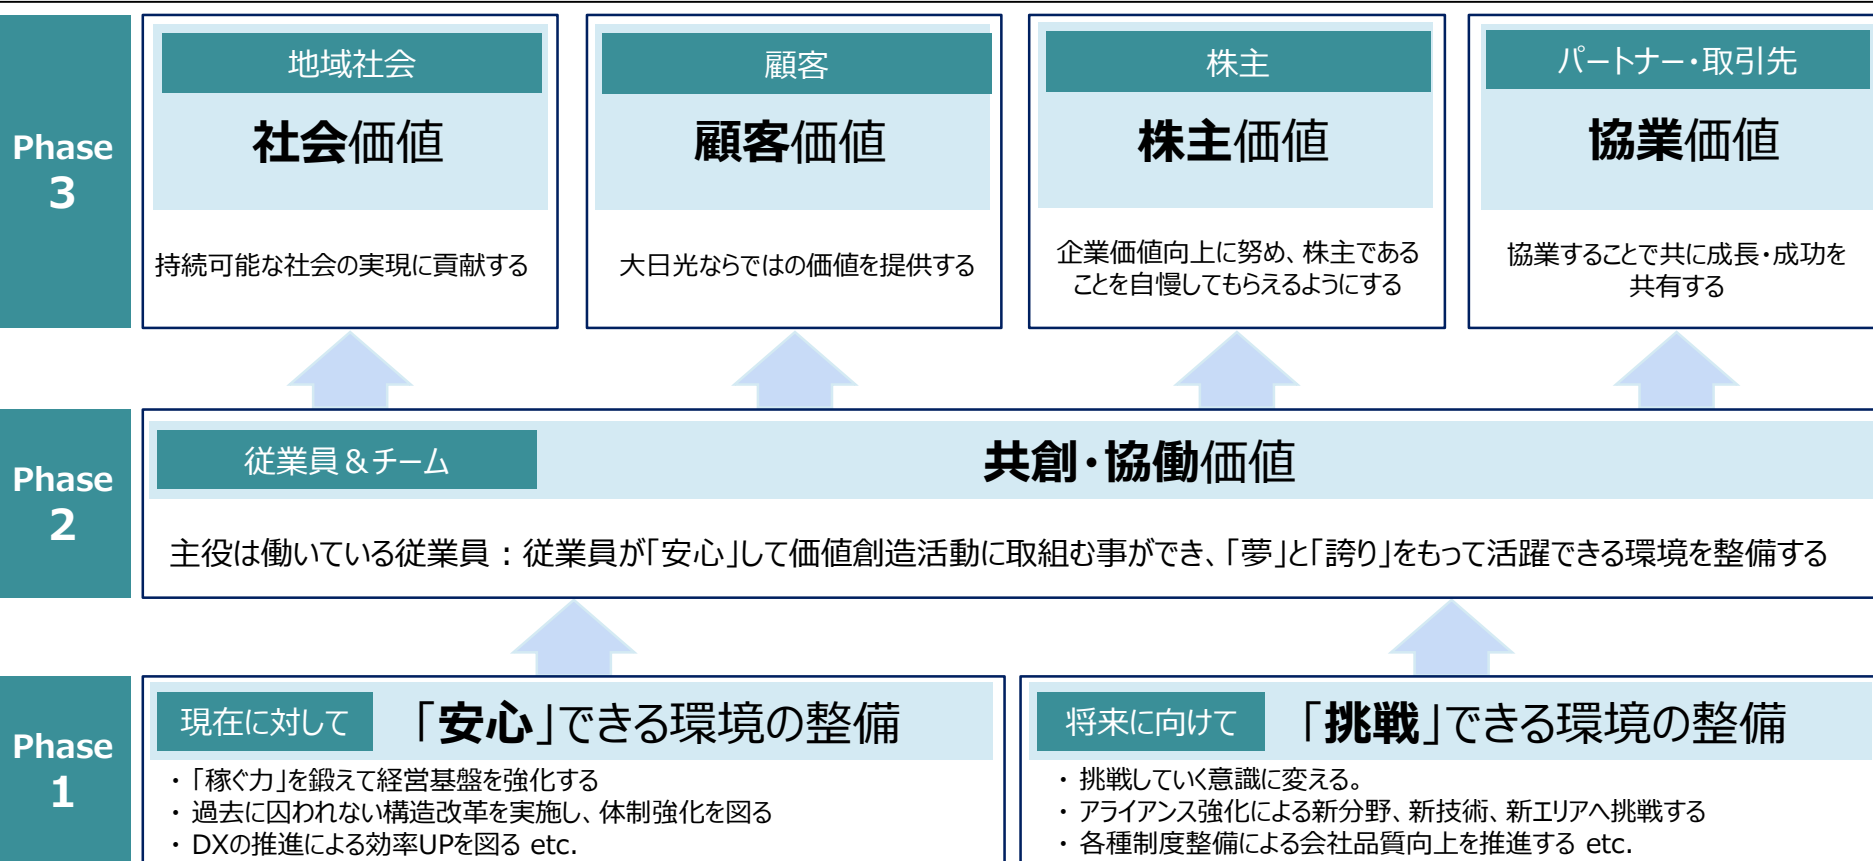 Phase
3
地域社会
社会価値
持続可能な社会の実現に貢献する
顧客
顧客価値
大日光ならではの価値を提供する
株主
株主価値
企業価値向上に努め、株主である
ことを自慢してもらえるようにする
パートナー・取引先
協業価値
協業することで共に成長・成功を
共有する
Phase
2
従業員&チーム
共創・協働価値
主役は働いている従業員：従業員が「安心」して価値創造活動に取組む事ができ、「夢」と「誇り」をもって活躍できる環境を整備する
Phase
1
現在に対して
「安心」できる環境の整備
・「稼ぐ力」を鍛えて経営基盤を強化する
・過去に囚われない構造改革を実施し、体制強化を図る
・DXの推進による効率UPを図る etc.
将来に向けて
「挑戦」できる環境の整備
・挑戦していく意識に変える。
・アライアンス強化による新分野、新技術、新エリアへ挑戦する
・各種制度整備による会社品質向上を推進する etc.